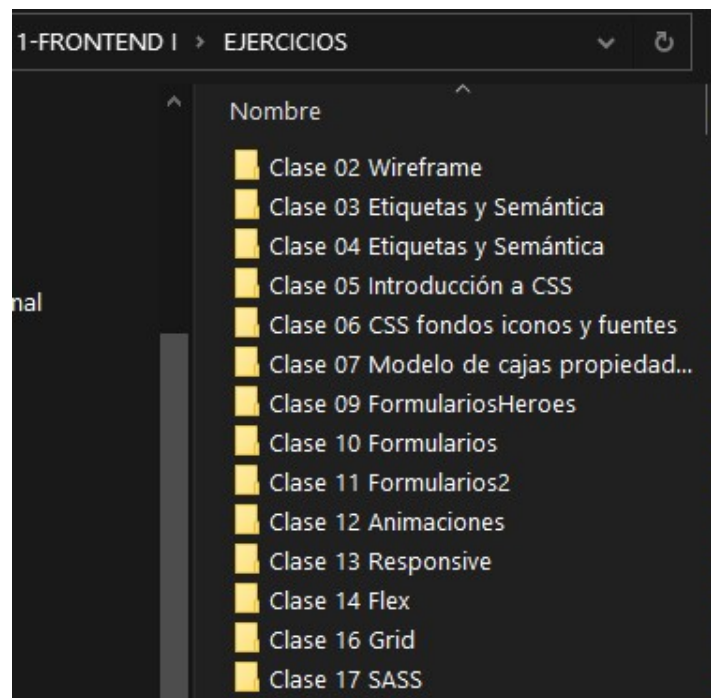 1-FRONTEND I > EJERCICIOS
Nombre
Clase 02 Wireframe
Clase 03 Etiquetas y Semántica
Clase 04 Etiquetas y Semántica
nal
Clase 05 Introducción a CSS
Clase 06 CSS fondos iconos y fuentes
Clase 07 Modelo de cajas propiedad...
Clase 09 FormulariosHeroes
Clase 10 Formularios
Clase 11 Formularios2
Clase 12 Animaciones
Clase 13 Responsive
Clase 14 Flex
Clase 16 Grid
Clase 17 SASS